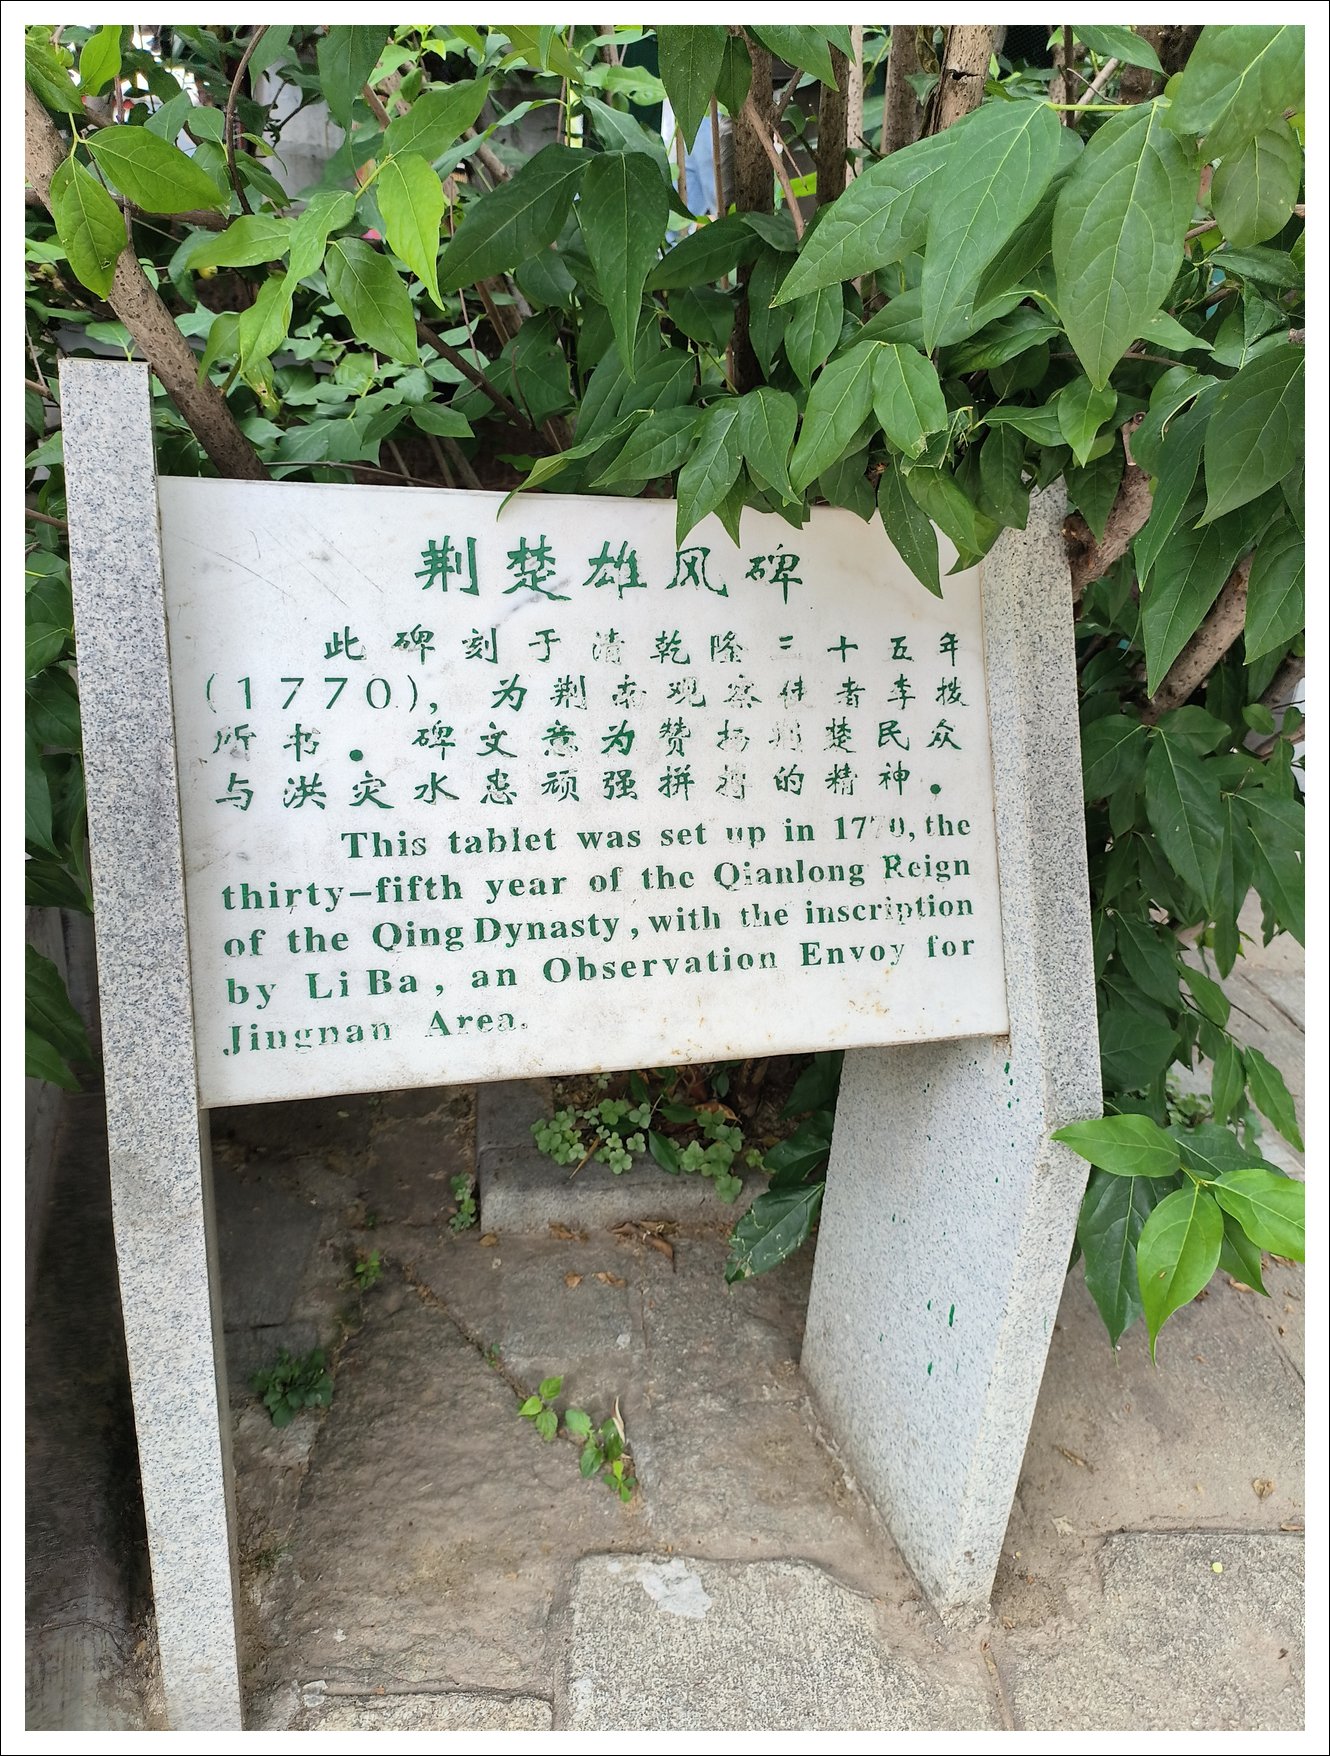 荆楚雄风碑
此碑刻于清乾隆三十五年
(1770)，为荆南观察使者李拔
所书。碑文意为赞扬荆楚民众
与洪灾水患顽强拼搏的精神。
This tablet was set up in 1770, the
thirty-fifth year of the Qianlong Reign
of the Qing Dynasty, with the inscription
by Li Ba, an Observation Envoy for
Jingnan Area.